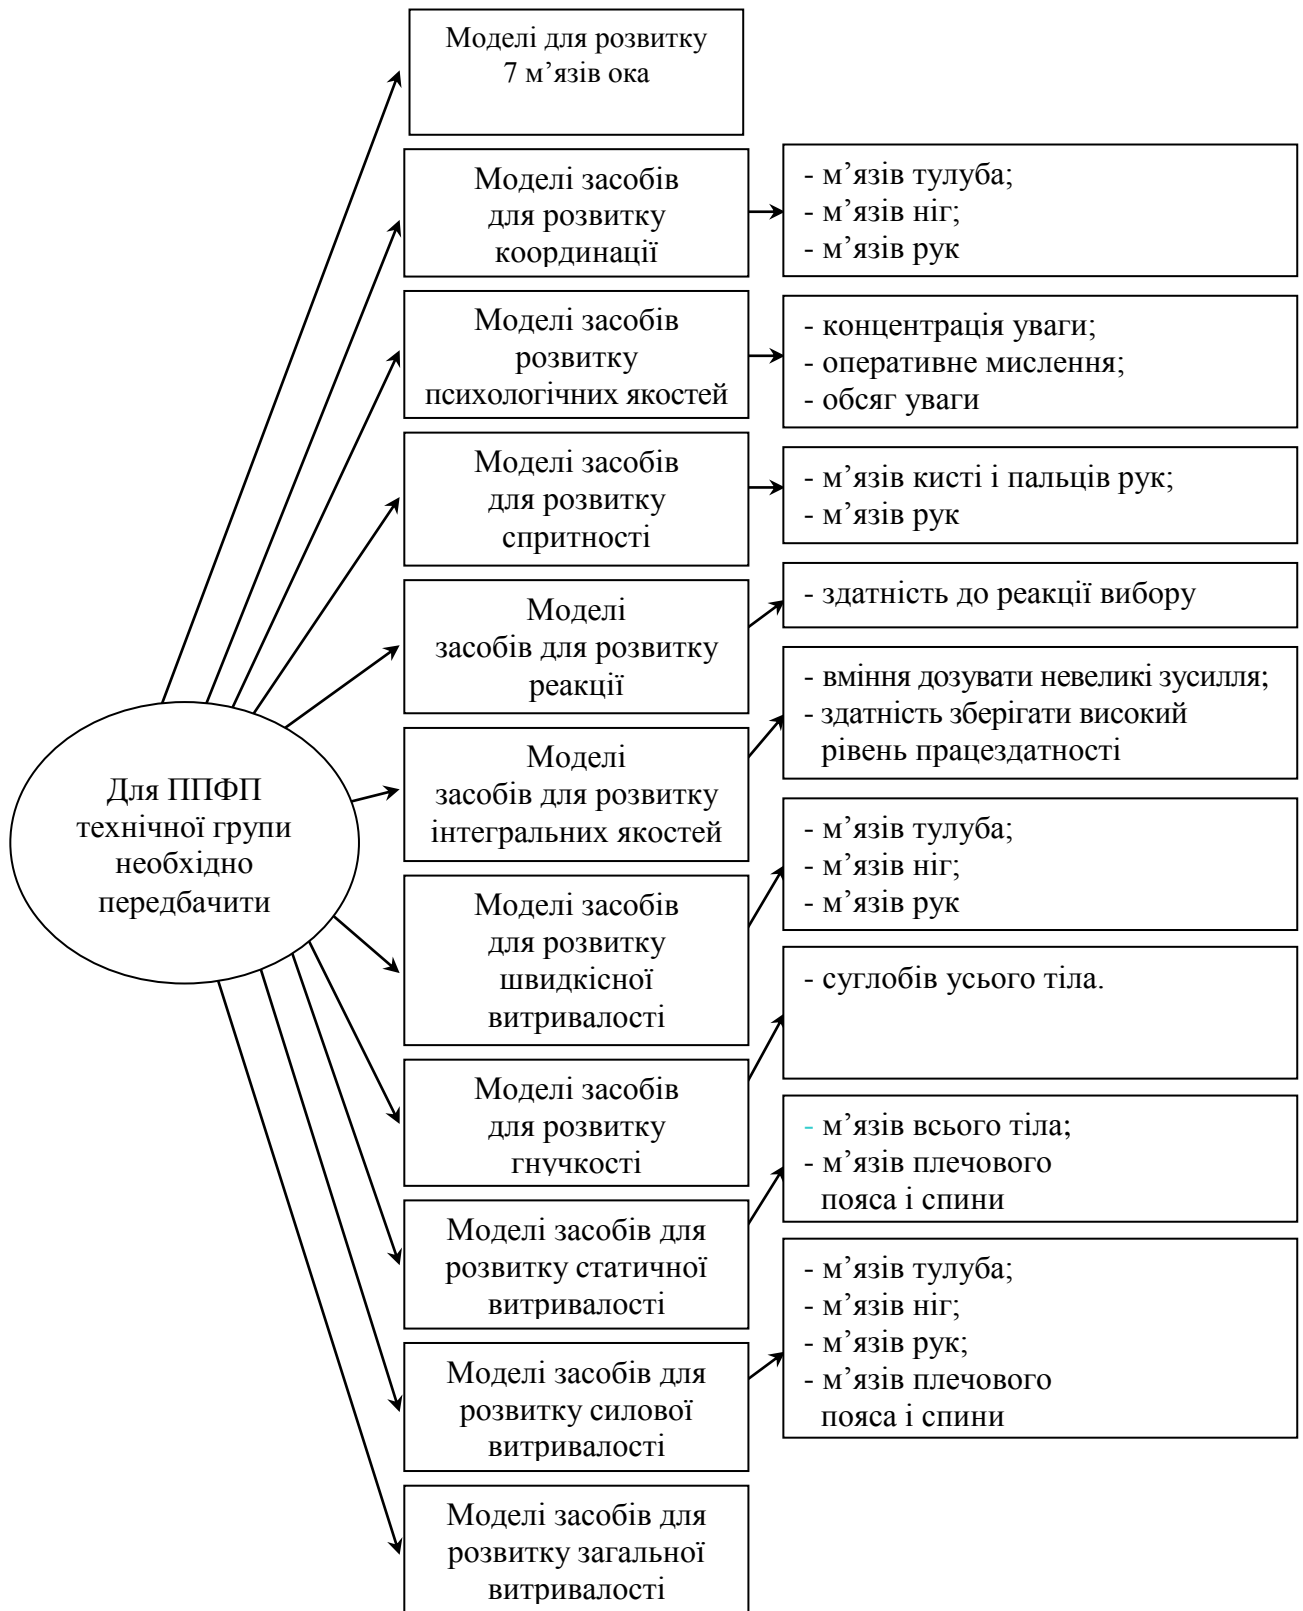 Моделі для розвитку
7 м’язів ока
Моделі засобів
для розвитку
координації
- м’язів тулуба;
- м’язів ніг;
- м’язів рук
Моделі засобів
розвитку
психологічних якостей
- концентрація уваги;
- оперативне мислення;
- обсяг уваги
Моделі засобів
для розвитку
спритності
- м’язів кисті і пальців рук;
- м’язів рук
Моделі
засобів для розвитку
реакції
- здатність до реакції вибору
Моделі
засобів для розвитку
інтегральних якостей
- вміння дозувати невеликі зусилля;
- здатність зберігати високий
рівень працездатності
Для ППФП
технічної групи
необхідно
передбачити
Моделі засобів
для розвитку
швидкісної
витривалості
- м’язів тулуба;
- м’язів ніг;
- м’язів рук
Моделі засобів
для розвитку
гнучкості
- суглобів усього тіла.
Моделі засобів для
розвитку статичної
витривалості
- м’язів всього тіла;
- м’язів плечового
пояса і спини
Моделі засобів для
розвитку силової
витривалості
- м’язів тулуба;
- м’язів ніг;
- м’язів рук;
- м’язів плечового
пояса і спини
Моделі засобів для
розвитку загальної
витривалості